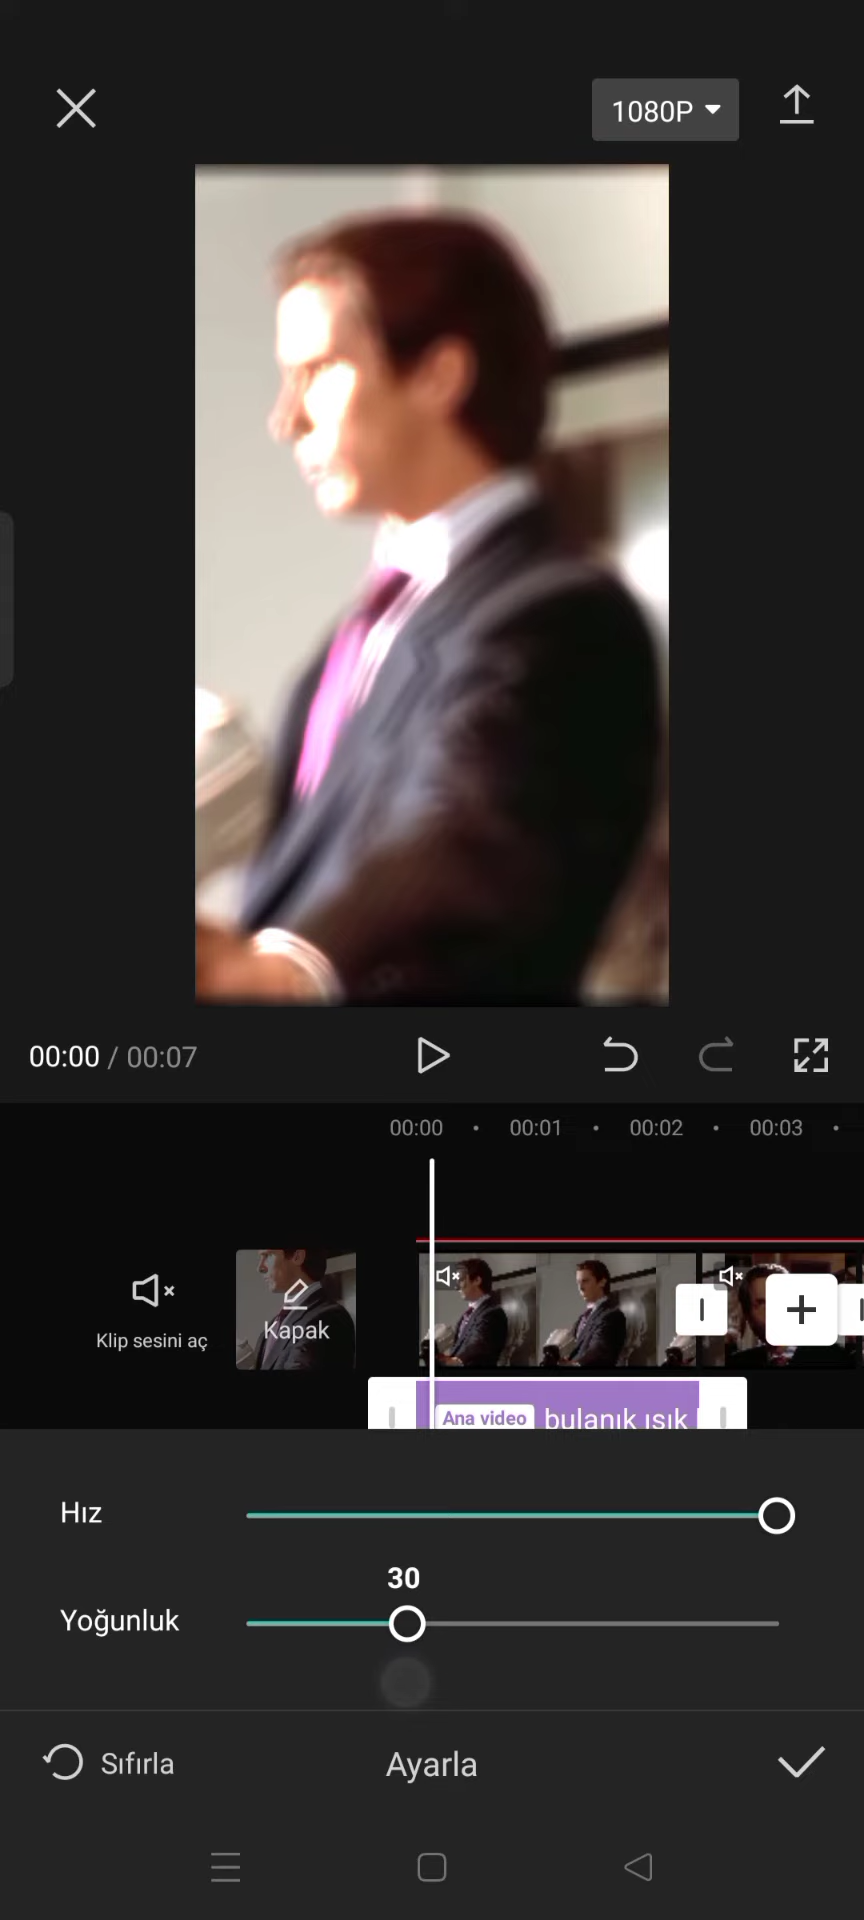 1080P
00:00 / 00:07
00:00 00:01 00:02 00:03
Klip sesini aç
Kapak
Ana video bulanık ışık
Hız
30
Yoğunluk
Sıfırla
Ayarla